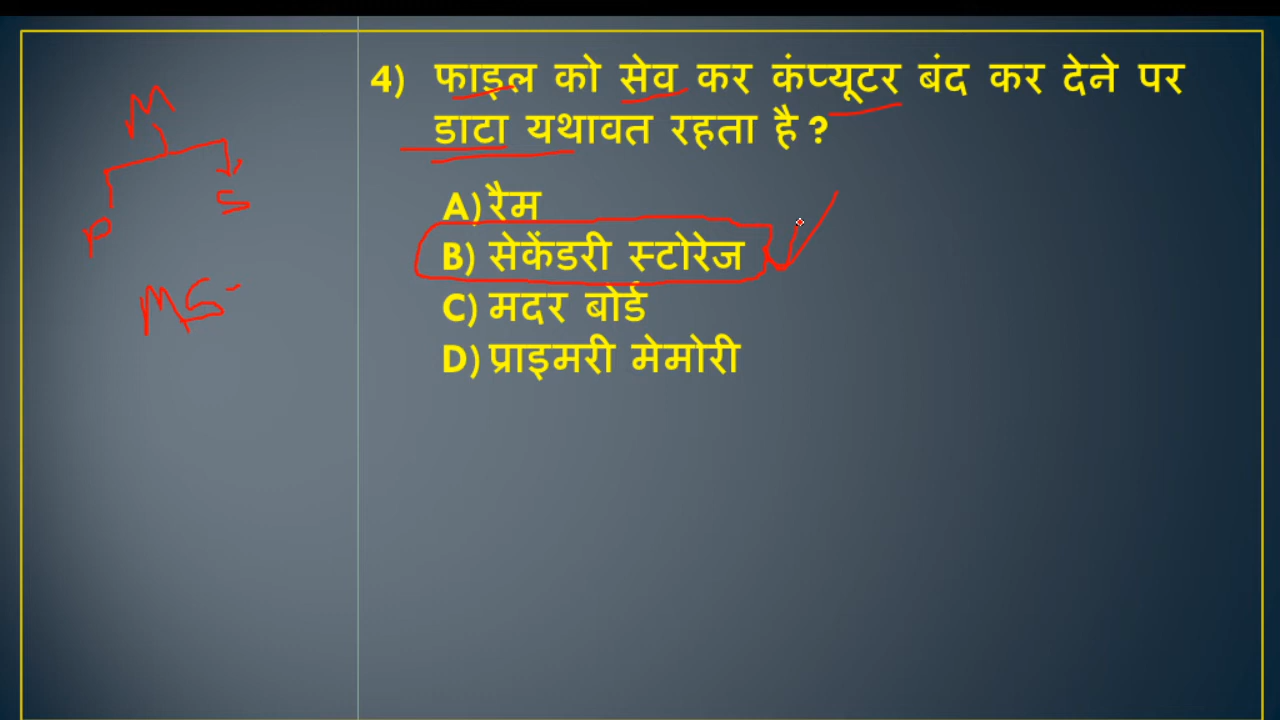 4) फाइल को सेव कर कंप्यूटर बंद कर देने पर
डाटा यथावत रहता है ?
A) रैम
B) सेकेंडरी स्टोरेज
C) मदर बोर्ड
D) प्राइमरी मेमोरी
M
P S
MS-